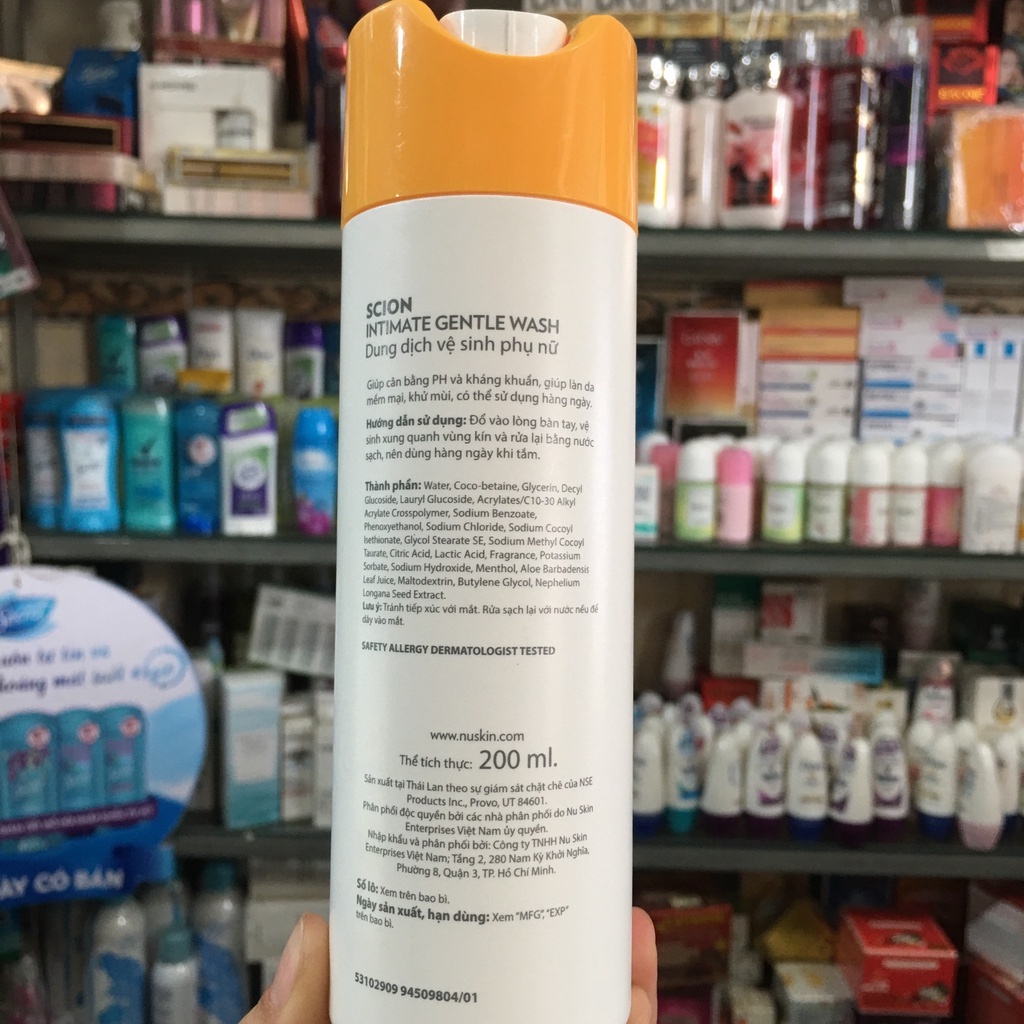 SCION
INTIMATE GENTLE WASH
Dung dịch vệ sinh phụ nữ
Giúp cân bằng PH và kháng khuẩn, giúp làn da
mềm mại, khử mùi, có thể sử dụng hàng ngày.
Hướng dẫn sử dụng: Đổ vào lòng bàn tay, vệ
sinh xung quanh vùng kín và rửa lại bằng nước
sạch, nên dùng hàng ngày khi tắm.
Thành phần: Water, Coco-betaine, Glycerin, Decyl
Glucoside, Lauryl Glucoside, Acrylates/C10-30 Alkyl
Acrylate Crosspolymer, Sodium Benzoate,
Phenoxyethanol, Sodium Chloride, Sodium Cocoyl
Isethionate, Glycol Stearate SE, Sodium Methyl Cocoyl
Taurate, Citric Acid, Lactic Acid, Fragrance, Potassium
Sorbate, Sodium Hydroxide, Menthol, Aloe Barbadensis
Leaf Juice, Maltodextrin, Butylene Glycol, Nephelium
Longana Seed Extract.
Lưu ý: Tránh tiếp xúc với mắt. Rửa sạch lại với nước nếu để
dây vào mắt.
SAFETY ALLERGY DERMATOLOGIST TESTED
www.nuskin.com
Thể tích thực: 200 ml.
Sản xuất tại Thái Lan theo sự giám sát chặt chẽ của NSE
Products Inc., Provo, UT 84601.
Phân phối độc quyền bởi các nhà phân phối do Nu Skin
Enterprises Việt Nam ủy quyền.
Nhập khẩu và phân phối bởi: Công ty TNHH Nu Skin
Enterprises Việt Nam; Tầng 2, 280 Nam Kỳ Khởi Nghĩa,
Phường 8, Quận 3, TP. Hồ Chí Minh.
Số lô: Xem trên bao bì.
Ngày sản xuất, hạn dùng: Xem "MFG", "EXP"
trên bao bì.
53102909 94509804/01
ÀY CÓ BÁN